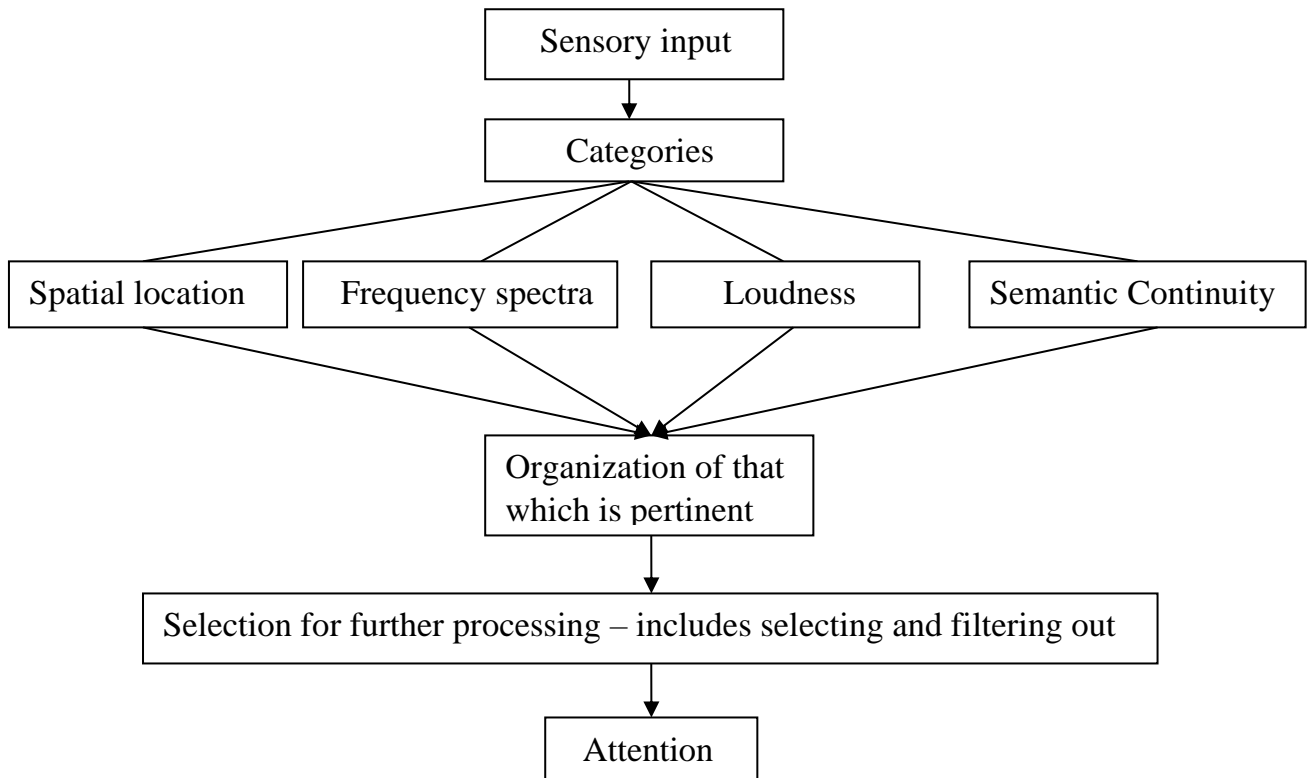 Sensory input
Categories
Spatial location
Frequency spectra
Loudness
Semantic Continuity
Organization of that
which is pertinent
Selection for further processing – includes selecting and filtering out
Attention